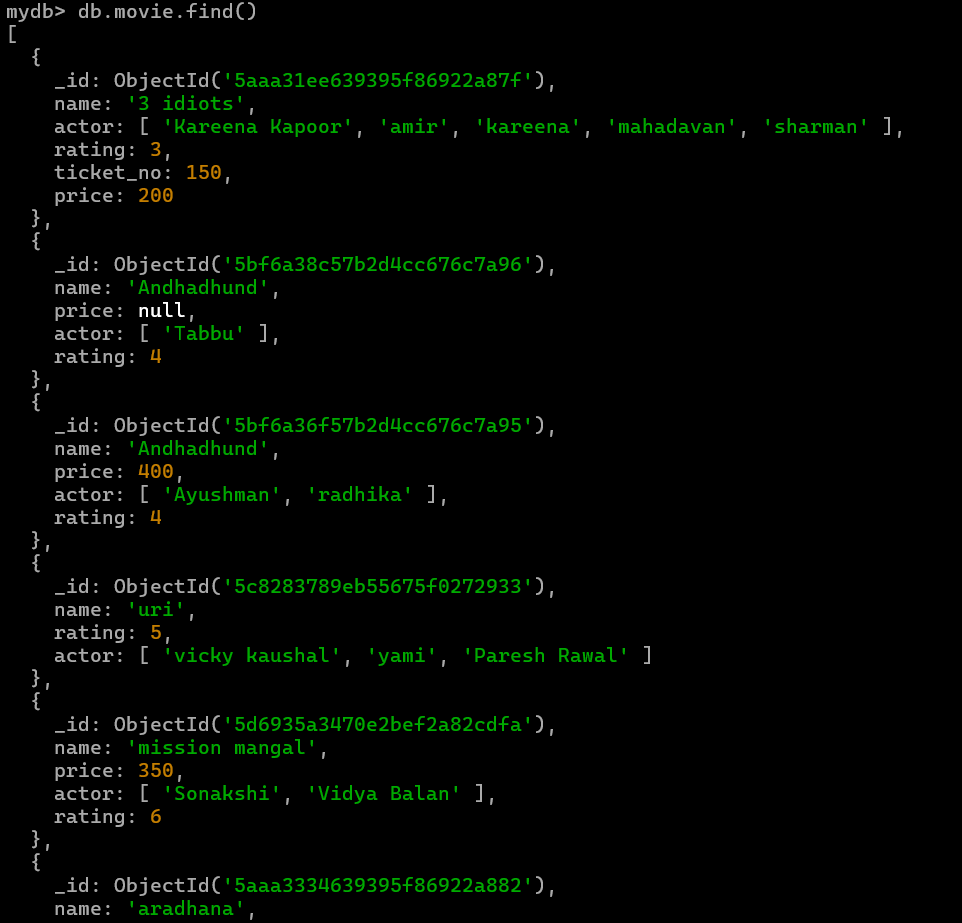 mydb> db.movie.find()
[
  {
    _id: ObjectId('5aaa31ee639395f86922a87f'),
    name: '3 idiots',
    actor: [ 'Kareena Kapoor', 'amir', 'kareena', 'mahadavan', 'sharman' ],
    rating: 3,
    ticket_no: 150,
    price: 200
  },
  {
    _id: ObjectId('5bf6a38c57b2d4cc676c7a96'),
    name: 'Andhadhund',
    price: null,
    actor: [ 'Tabbu' ],
    rating: 4
  },
  {
    _id: ObjectId('5bf6a36f57b2d4cc676c7a95'),
    name: 'Andhadhund',
    price: 400,
    actor: [ 'Ayushman', 'radhika' ],
    rating: 4
  },
  {
    _id: ObjectId('5c8283789eb55675f0272933'),
    name: 'uri',
    rating: 5,
    actor: [ 'vicky kaushal', 'yami', 'Paresh Rawal' ]
  },
  {
    _id: ObjectId('5d6935a3470e2bef2a82cdfa'),
    name: 'mission mangal',
    price: 350,
    actor: [ 'Sonakshi', 'Vidya Balan' ],
    rating: 6
  },
  {
    _id: ObjectId('5aaa3334639395f86922a882'),
    name: 'aradhana',